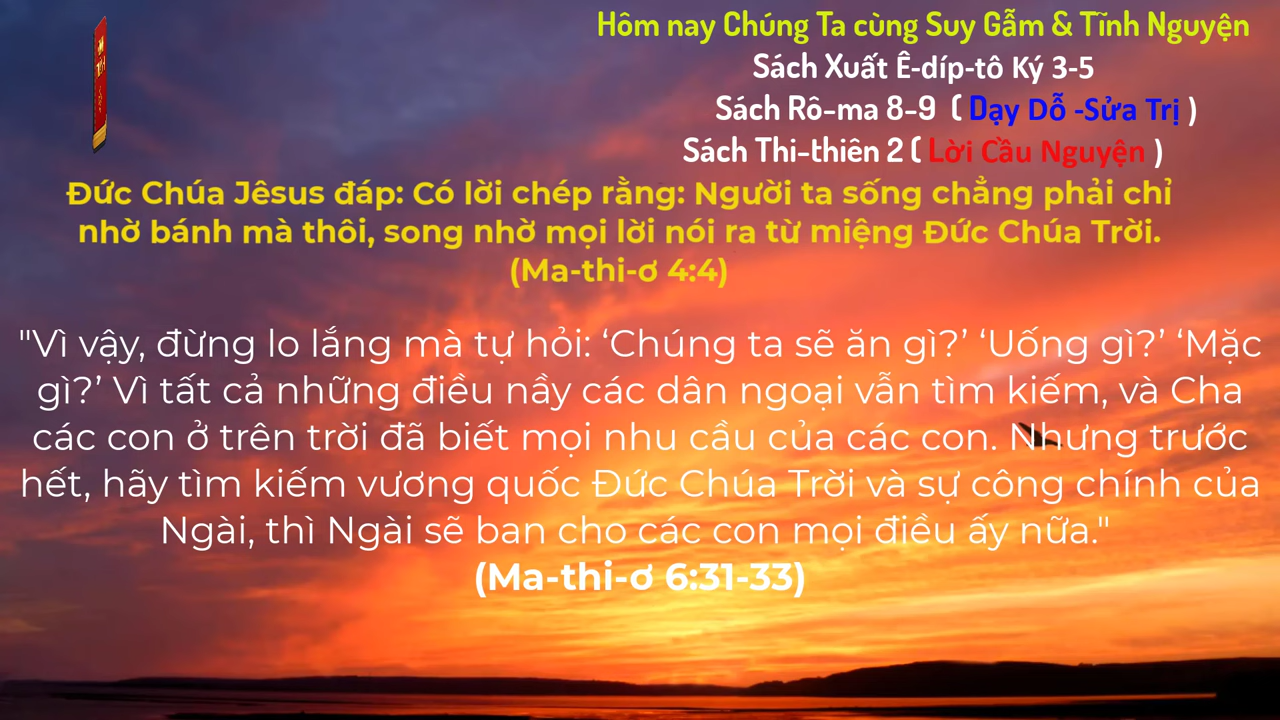 Hôm nay Chúng Ta cùng Suy Gẫm & Tĩnh Nguyện
Sách Xuất Ê-díp-tô Ký 3-5
Sách Rô-ma 8-9 ( Dạy Dỗ -Sửa Trị )
Sách Thi-thiên 2 ( Lời Cầu Nguyện )
Đức Chúa Jêsus đáp: Có lời chép rằng: Người ta sống chẳng phải chỉ
nhờ bánh mà thôi, song nhờ mọi lời nói ra từ miệng Đức Chúa Trời.
(Ma-thi-ơ 4:4)
"Vì vậy, đừng lo lắng mà tự hỏi: ‘Chúng ta sẽ ăn gì?’ ‘Uống gì?’ ‘Mặc
gì?’ Vì tất cả những điều nầy các dân ngoại vẫn tìm kiếm, và Cha
các con ở trên trời đã biết mọi nhu cầu của các con. Nhưng trước
hết, hãy tìm kiếm vương quốc Đức Chúa Trời và sự công chính của
Ngài, thì Ngài sẽ ban cho các con mọi điều ấy nữa."
(Ma-thi-ơ 6:31-33)